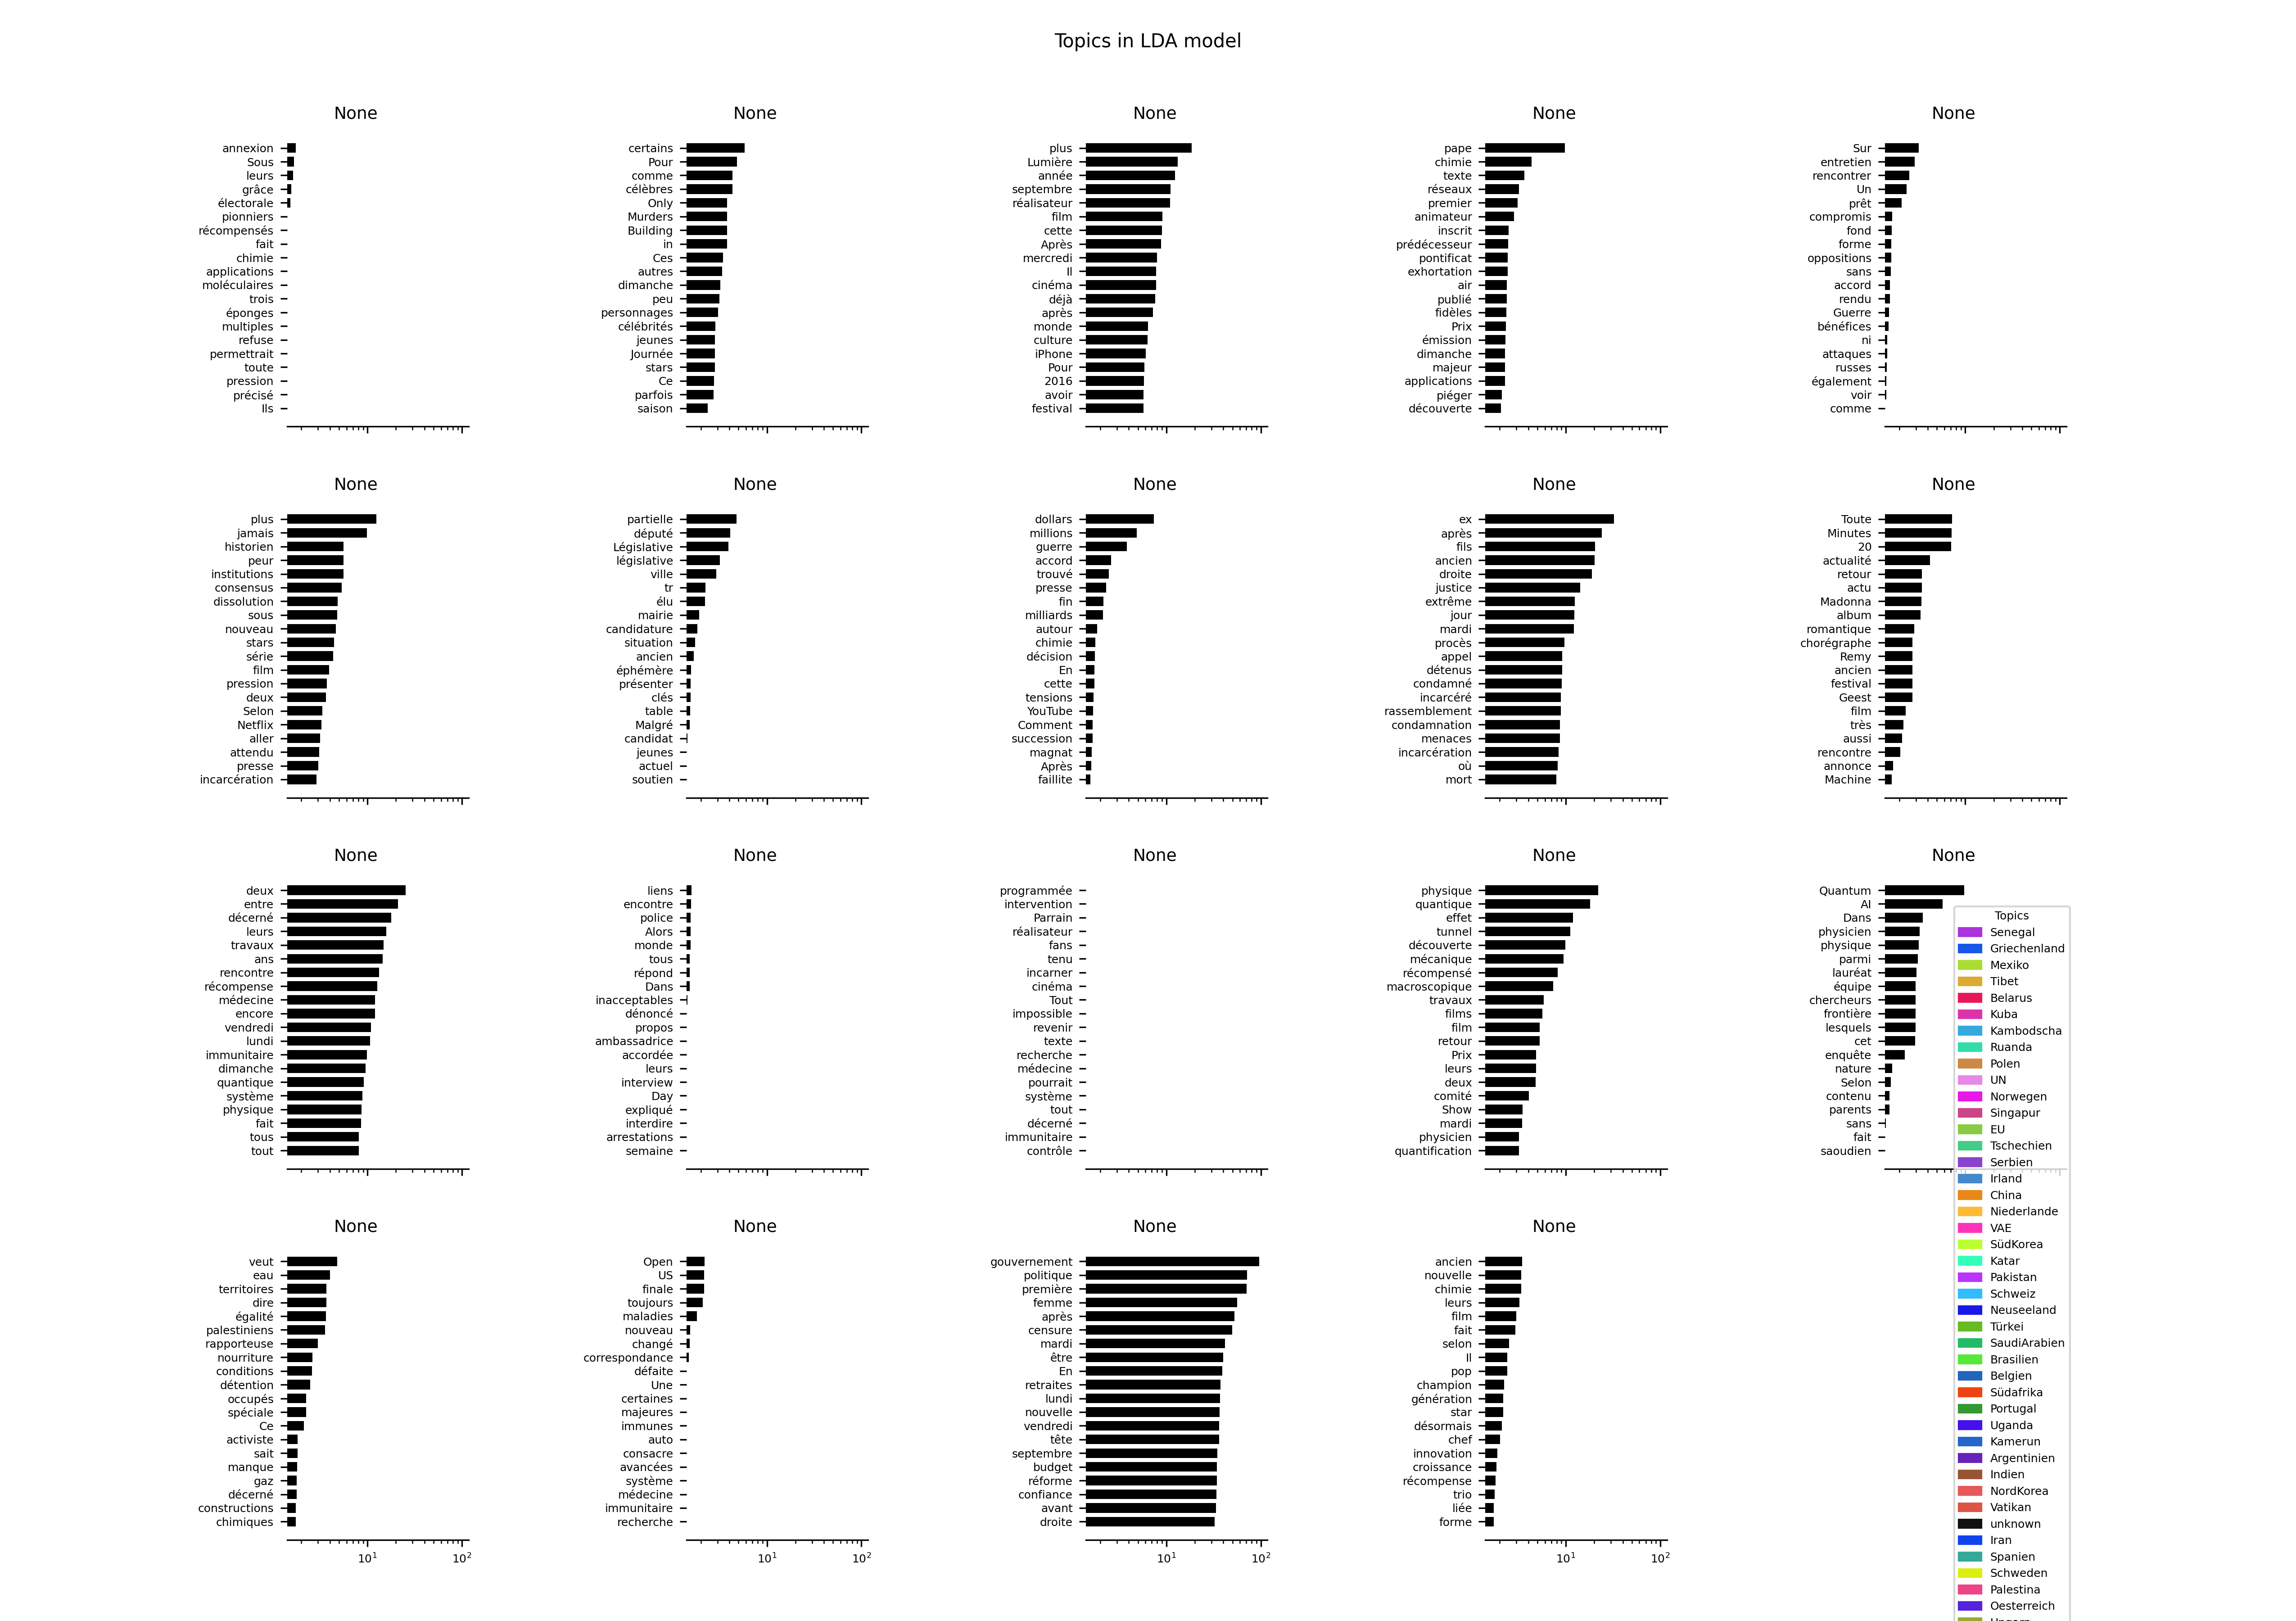 Topics in LDA model
None
annexion
Sous
leurs
grâce
électorale
pionniers
récompensés
fait
chimie
applications
moléculaires
trois
éponges
multiples
refuse
permettrait
toute
pression
précisé
Ils
None
certains
Pour
comme
célèbres
Only
Murders
Building
in
Ces
autres
dimanche
peu
personnages
célébrités
jeunes
Journée
stars
Ce
parfois
saison
None
plus
Lumière
année
septembre
réalisateur
film
cette
Après
mercredi
Il
cinéma
déjà
après
monde
culture
iPhone
Pour
2016
avoir
festival
None
pape
chimie
texte
réseaux
premier
animateur
inscrit
prédécesseur
pontificat
exhortation
air
publié
fidèles
Prix
émission
dimanche
majeur
applications
piéger
découverte
None
Sur
entretien
rencontrer
Un
prêt
compromis
fond
forme
oppositions
sans
accord
rendu
Guerre
bénéfices
ni
attaques
russes
également
voir
comme
None
plus
jamais
historien
peur
institutions
consensus
dissolution
sous
nouveau
stars
série
film
pression
deux
Selon
Netflix
aller
attendu
presse
incarcération
None
partielle
député
Législative
législative
ville
tr
élu
mairie
candidature
situation
ancien
éphémère
présenter
clés
table
Malgré
candidat
jeunes
actuel
soutien
None
dollars
millions
guerre
accord
trouvé
presse
fin
milliards
autour
chimie
décision
En
cette
tensions
YouTube
Comment
succession
magnat
Après
faillite
None
ex
après
fils
ancien
droite
justice
extrême
jour
mardi
procès
appel
détenus
condamné
incarcéré
rassemblement
condamnation
menaces
incarcération
où
mort
None
Toute
Minutes
20
actualité
retour
actu
Madonna
album
romantique
chorégraphe
Remy
ancien
festival
Geest
film
très
aussi
rencontre
annonce
Machine
None
deux
entre
décerné
leurs
travaux
ans
rencontre
récompense
médecine
encore
vendredi
lundi
immunitaire
dimanche
quantique
système
physique
fait
tous
tout
None
liens
encontre
police
Alors
monde
tous
répond
Dans
inacceptables
dénoncé
propos
ambassadrice
accordée
leurs
interview
Day
expliqué
interdire
arrestations
semaine
None
programmée
intervention
Parrain
réalisateur
fans
tenu
incarner
cinéma
Tout
impossible
revenir
texte
recherche
médecine
pourrait
système
tout
décerné
immunitaire
contrôle
None
physique
quantique
effet
tunnel
découverte
mécanique
récompensé
macroscopique
travaux
films
film
retour
Prix
leurs
deux
comité
Show
mardi
physicien
quantification
None
Quantum
AI
Dans
physicien
physique
parmi
lauréat
équipe
chercheurs
frontière
lesquels
cet
enquête
nature
Selon
contenu
parents
sans
fait
saoudien
None
veut
eau
territoires
dire
égalité
palestiniens
rapporteuse
nourriture
conditions
détention
occupés
spéciale
Ce
activiste
sait
manque
gaz
décerné
constructions
chimiques
10¹ 10²
None
Open
US
finale
toujours
maladies
nouveau
changé
correspondance
défaite
Une
certaines
majeures
immunes
auto
consacre
avancées
système
médecine
immunitaire
recherche
10¹ 10²
None
gouvernement
politique
première
femme
après
censure
mardi
être
En
retraites
lundi
nouvelle
vendredi
tête
septembre
budget
réforme
confiance
avant
droite
10¹ 10²
None
ancien
nouvelle
chimie
leurs
film
fait
selon
Il
pop
champion
génération
star
désormais
chef
innovation
croissance
récompense
trio
liée
forme
10¹ 10²
Topics
Senegal
Griechenland
Mexiko
Tibet
Belarus
Kuba
Kambodscha
Ruanda
Polen
UN
Norwegen
Singapur
EU
Tschechien
Serbien
Irland
China
Niederlande
VAE
SüdKorea
Katar
Pakistan
Schweiz
Neuseeland
Türkei
SaudiArabien
Brasilien
Belgien
Südafrika
Portugal
Uganda
Kamerun
Argentinien
Indien
NordKorea
Vatikan
unknown
Iran
Spanien
Schweden
Palestina
Oesterreich